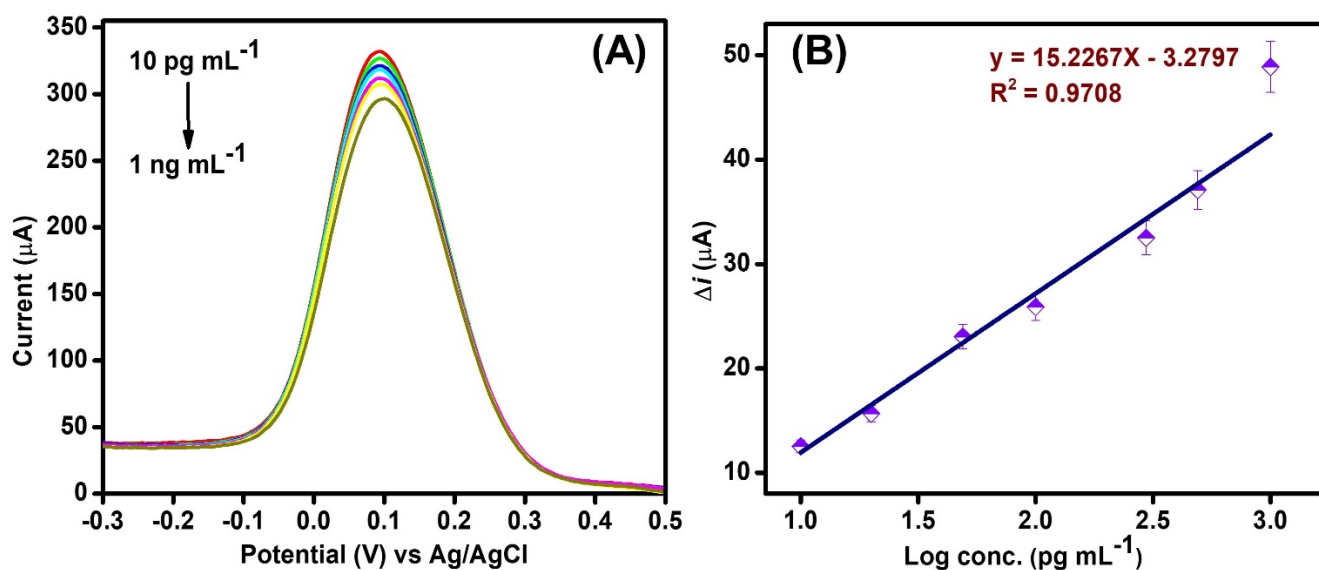 (A)
10 pg mL⁻¹
1 ng mL⁻¹
350
300
250
200
150
100
50
0
Current (μA)
-0.3 -0.2 -0.1 0.0 0.1 0.2 0.3 0.4 0.5
Potential (V) vs Ag/AgCl
(B)
y = 15.2267X - 3.2797
R² = 0.9708
50
40
30
20
10
Δi (μA)
1.0 1.5 2.0 2.5 3.0
Log conc. (pg mL⁻¹)